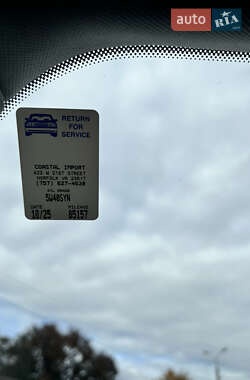 auto RIA
RETURN
FOR
SERVICE
COASTAL IMPORT
423 W 21ST STREET
NORFOLK VA 23517
(757) 627-4538
OIL GRADE
5W40SYN
DATE MILEAGE
10/25 85157